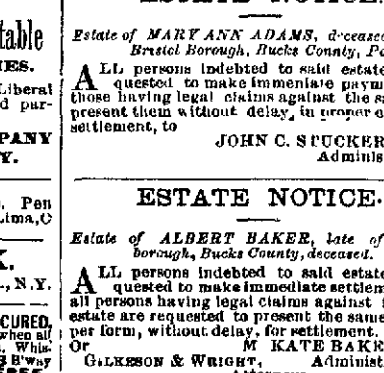 ESTATE NOTICE.
Estate of MARY ANN ADAMS, deceased
Bristol Borough, Bucks County, Pa
ALL persons indebted to said estate
quested to make immeniate paym
those having legal claims against the s
present them without delay, in proper o
settlement, to
JOHN C. STUCKER
Adminis
ESTATE NOTICE.
Estate of ALBERT BAKER, late of
borough, Bucks County, deceased.
ALL persons indebted to said estate
quested to make immediate settlem
all persons having legal claims against
estate are requested to present the same
per form, without delay, for settlement.
Or M KATE BAKE
GILKESON & WRIGHT, Administ
table
IES.
Liberal
d pur-
PANY
Y.
. Pen
Lima,O
K.
., N.Y.
CURED,
when all
. Whis-
B'way